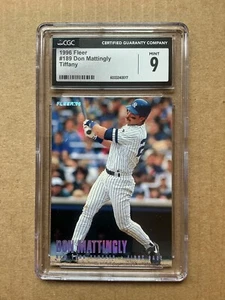 CGC
CERTIFIED GUARANTY COMPANY
1996 Fleer
#189 Don Mattingly
Tiffany
MINT
9
FLEER '96
DON MATTINGLY